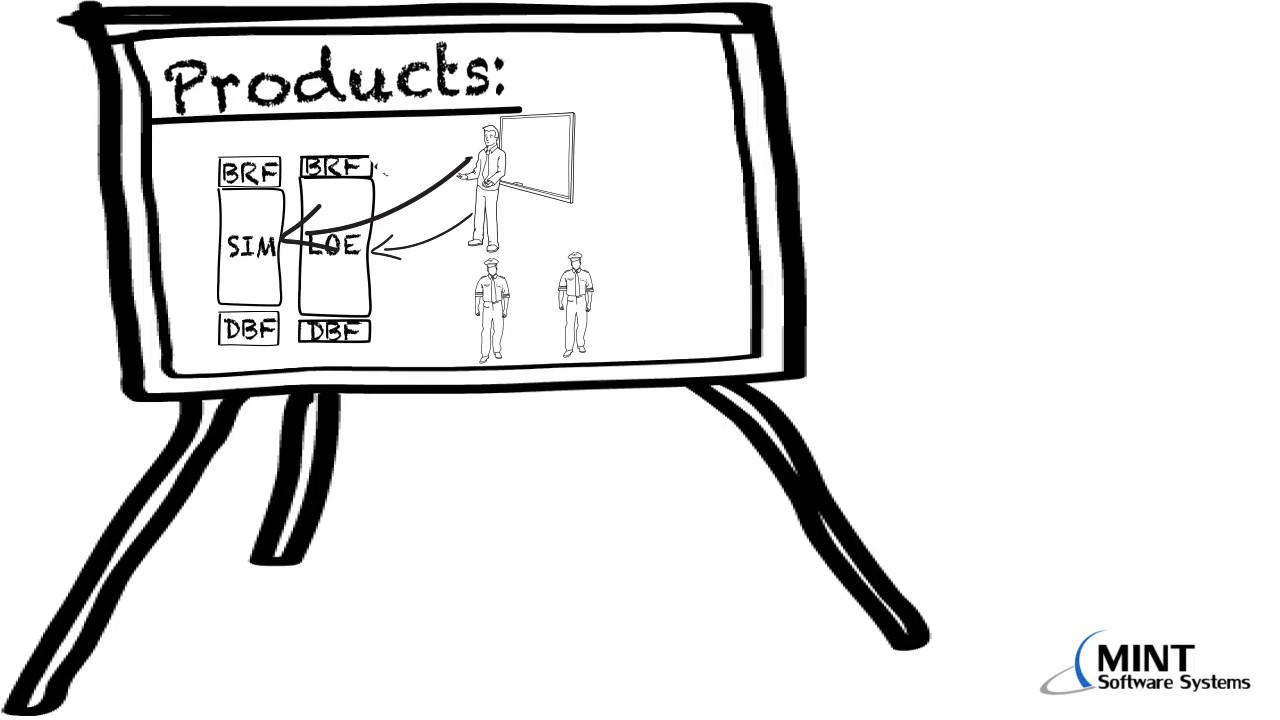 Products:
BRF BRF
SIM LOE
DBF DBF
MINT
Software Systems